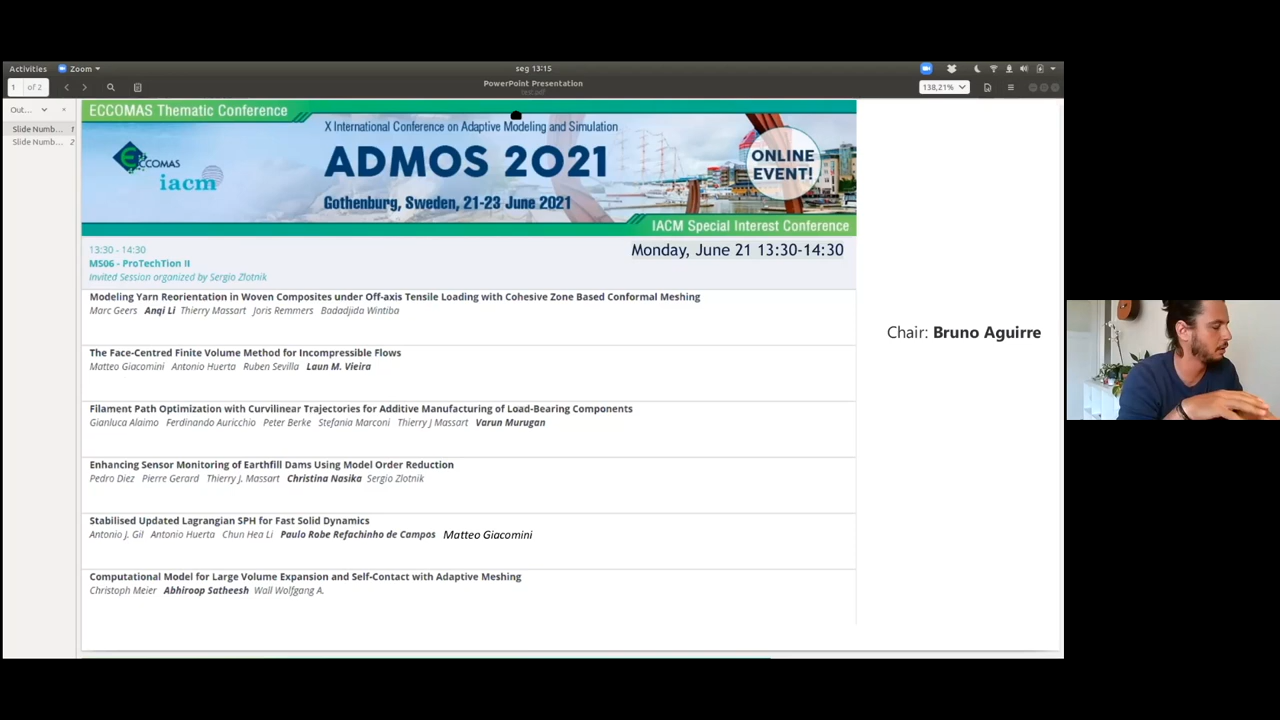 Activities Zoom seg 13:15
1 of 2 PowerPoint Presentation 138,21%
test.pdf
Out...
Slide Numb... 1
Slide Numb... 2
ECCOMAS Thematic Conference
X International Conference on Adaptive Modeling and Simulation
ADMOS 2021
ECCOMAS
iacm
ONLINE
EVENT!
Gothenburg, Sweden, 21-23 June 2021
IACM Special Interest Conference
13:30 - 14:30
Monday, June 21 13:30-14:30
MS06 - ProTechTion II
Invited Session organized by Sergio Zlotnik
Modeling Yarn Reorientation in Woven Composites under Off-axis Tensile Loading with Cohesive Zone Based Conformal Meshing
Marc Geers Anqi Li Thierry Massart Joris Remmers Badadjida Wintiba
Chair: Bruno Aguirre
The Face-Centred Finite Volume Method for Incompressible Flows
Matteo Giacomini Antonio Huerta Ruben Sevilla Laun M. Vieira
Filament Path Optimization with Curvilinear Trajectories for Additive Manufacturing of Load-Bearing Components
Gianluca Alaimo Ferdinando Auricchio Peter Berke Stefania Marconi Thierry J Massart Varun Murugan
Enhancing Sensor Monitoring of Earthfill Dams Using Model Order Reduction
Pedro Diez Pierre Gerard Thierry J. Massart Christina Nasika Sergio Zlotnik
Stabilised Updated Lagrangian SPH for Fast Solid Dynamics
Antonio J. Gil Antonio Huerta Chun Hea Li Paulo Robe Refachinho de Campos Matteo Giacomini
Computational Model for Large Volume Expansion and Self-Contact with Adaptive Meshing
Christoph Meier Abhiroop Satheesh Wall Wolfgang A.